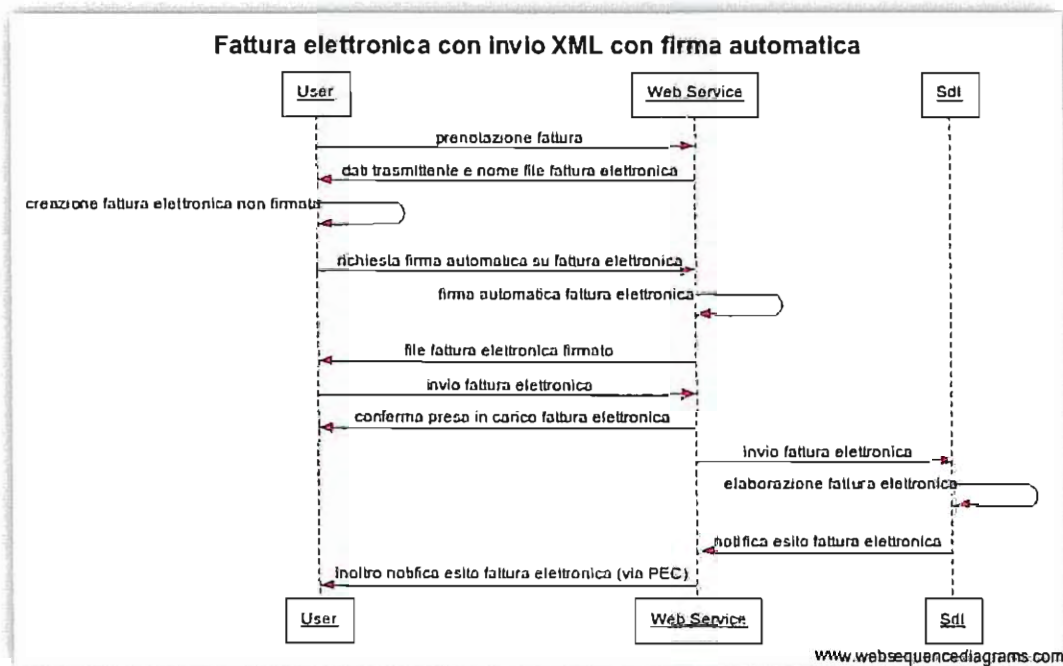 Fattura elettronica con invio XML con firma automatica
User
Web Service
SdI
prenotazione fattura
dati trasmittente e nome file fattura elettronica
creazione fattura elettronica non firmata
richiesta firma automatica su fattura elettronica
firma automatica fattura elettronica
file fattura elettronica firmato
invio fattura elettronica
conferma presa in carico fattura elettronica
invio fattura elettronica
elaborazione fattura elettronica
notifica esito fattura elettronica
inoltro notifica esito fattura elettronica (via PEC)
User
Web Service
SdI
www.websequencediagrams.com